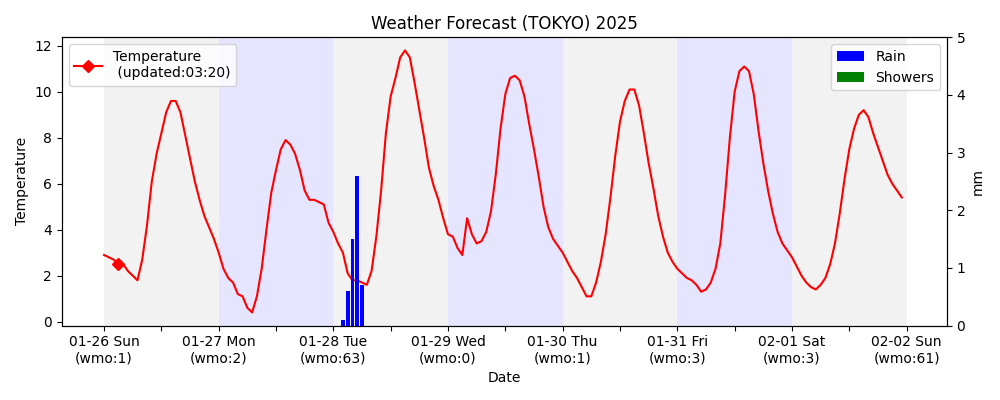 Weather Forecast (TOKYO) 2025
Temperature
(updated:03:20)
Rain
Showers
Temperature
12
10
8
6
4
2
0
5
4
3
2
1
0
mm
01-26 Sun
(wmo:1)
01-27 Mon
(wmo:2)
01-28 Tue
(wmo:63)
01-29 Wed
(wmo:0)
01-30 Thu
(wmo:1)
01-31 Fri
(wmo:3)
02-01 Sat
(wmo:3)
02-02 Sun
(wmo:61)
Date